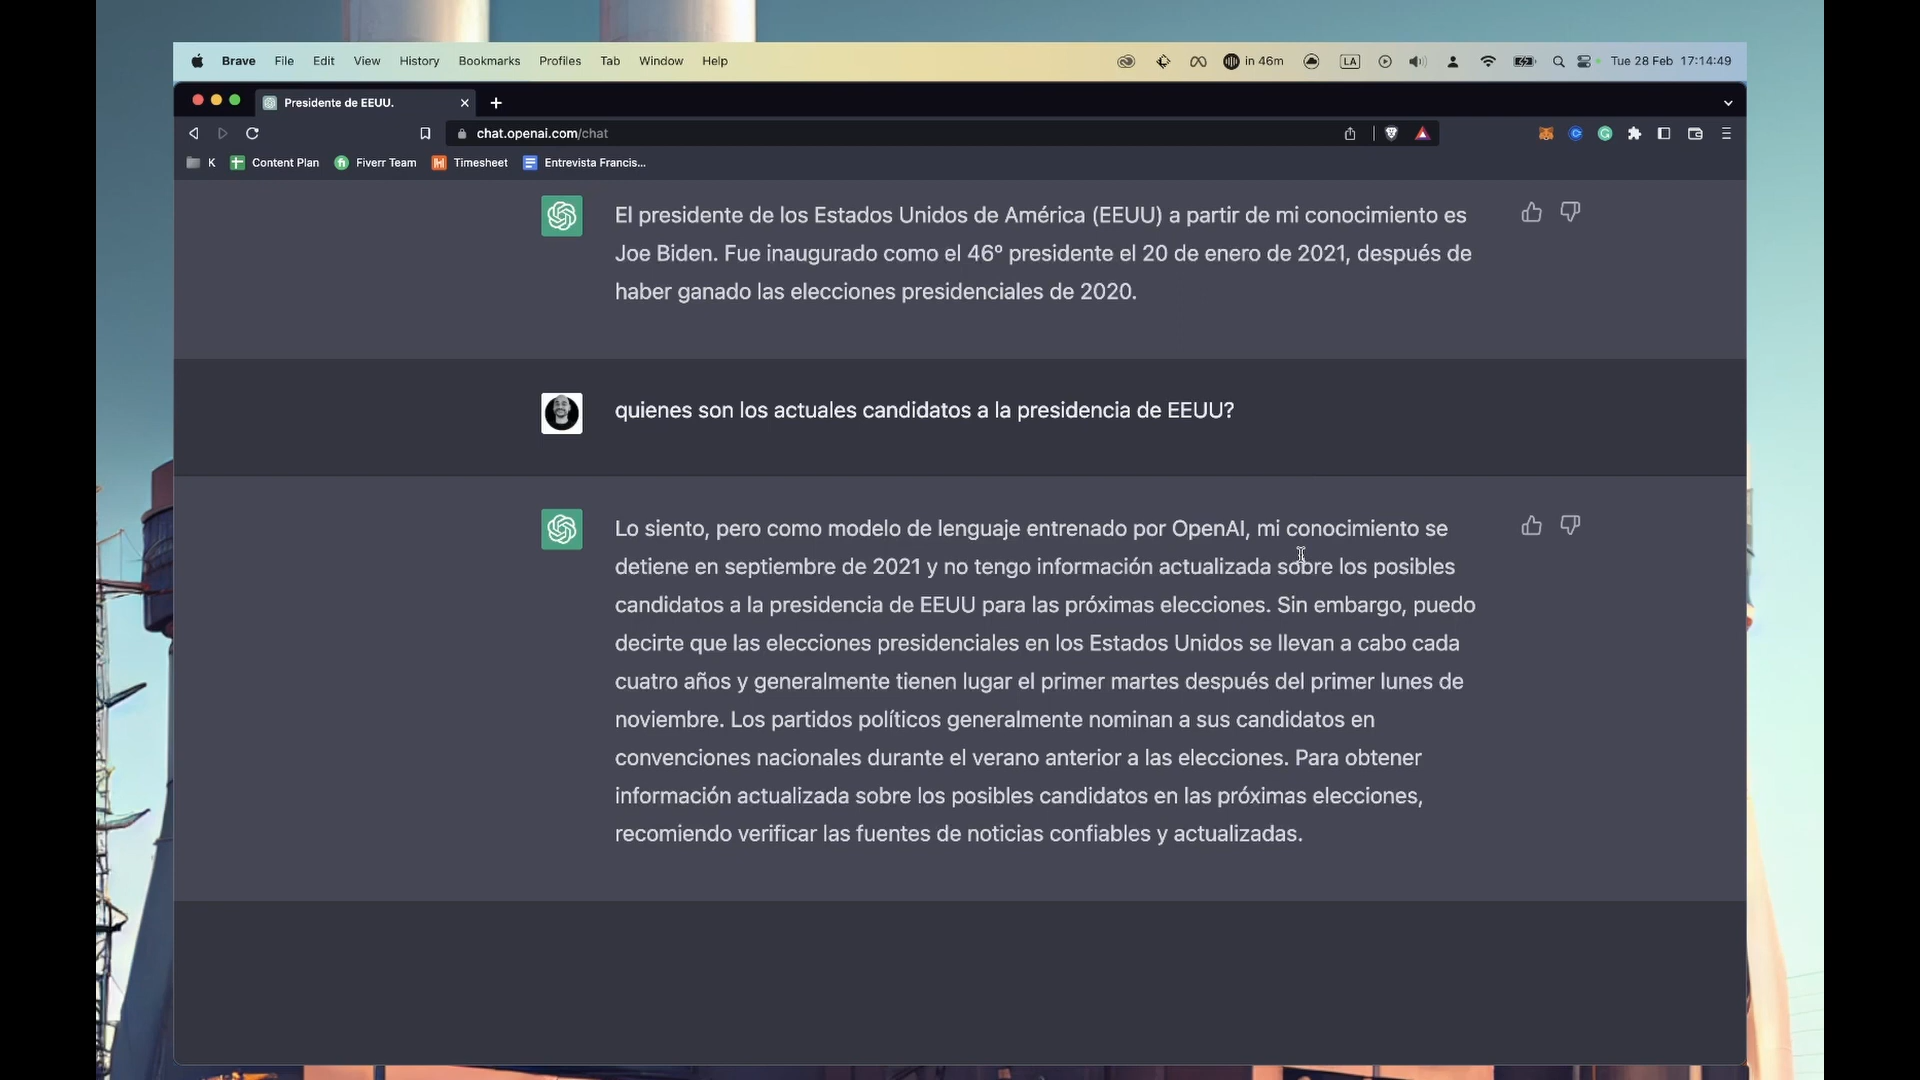 Brave File Edit View History Bookmarks Profiles Tab Window Help in 46m LA Tue 28 Feb 17:14:49
Presidente de EEUU.
chat.openai.com/chat
K Content Plan Fiverr Team Timesheet Entrevista Francis...
El presidente de los Estados Unidos de América (EEUU) a partir de mi conocimiento es
Joe Biden. Fue inaugurado como el 46º presidente el 20 de enero de 2021, después de
haber ganado las elecciones presidenciales de 2020.
quienes son los actuales candidatos a la presidencia de EEUU?
Lo siento, pero como modelo de lenguaje entrenado por OpenAI, mi conocimiento se
detiene en septiembre de 2021 y no tengo información actualizada sobre los posibles
candidatos a la presidencia de EEUU para las próximas elecciones. Sin embargo, puedo
decirte que las elecciones presidenciales en los Estados Unidos se llevan a cabo cada
cuatro años y generalmente tienen lugar el primer martes después del primer lunes de
noviembre. Los partidos políticos generalmente nominan a sus candidatos en
convenciones nacionales durante el verano anterior a las elecciones. Para obtener
información actualizada sobre los posibles candidatos en las próximas elecciones,
recomiendo verificar las fuentes de noticias confiables y actualizadas.